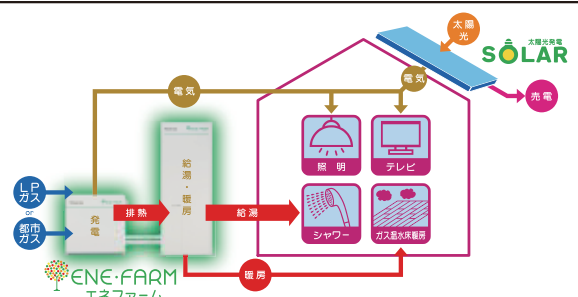 太陽
光
太陽光発電
SOLAR
電気
電気
売電
照明
テレビ
給湯・暖房
LP
ガス
or
都市
ガス
発電
排熱
給湯
シャワー
ガス温水床暖房
暖房
ENE・FARM
エネファーム